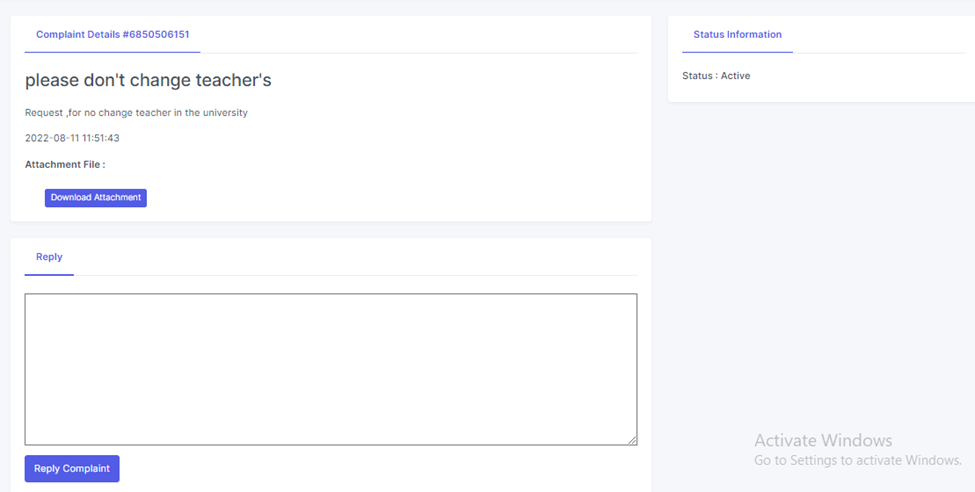 Complaint Details #6850506151
please don't change teacher's
Request ,for no change teacher in the university
2022-08-11 11:51:43
Attachment File :
Download Attachment
Reply
Reply Complaint
Status Information
Status : Active
Activate Windows
Go to Settings to activate Windows.